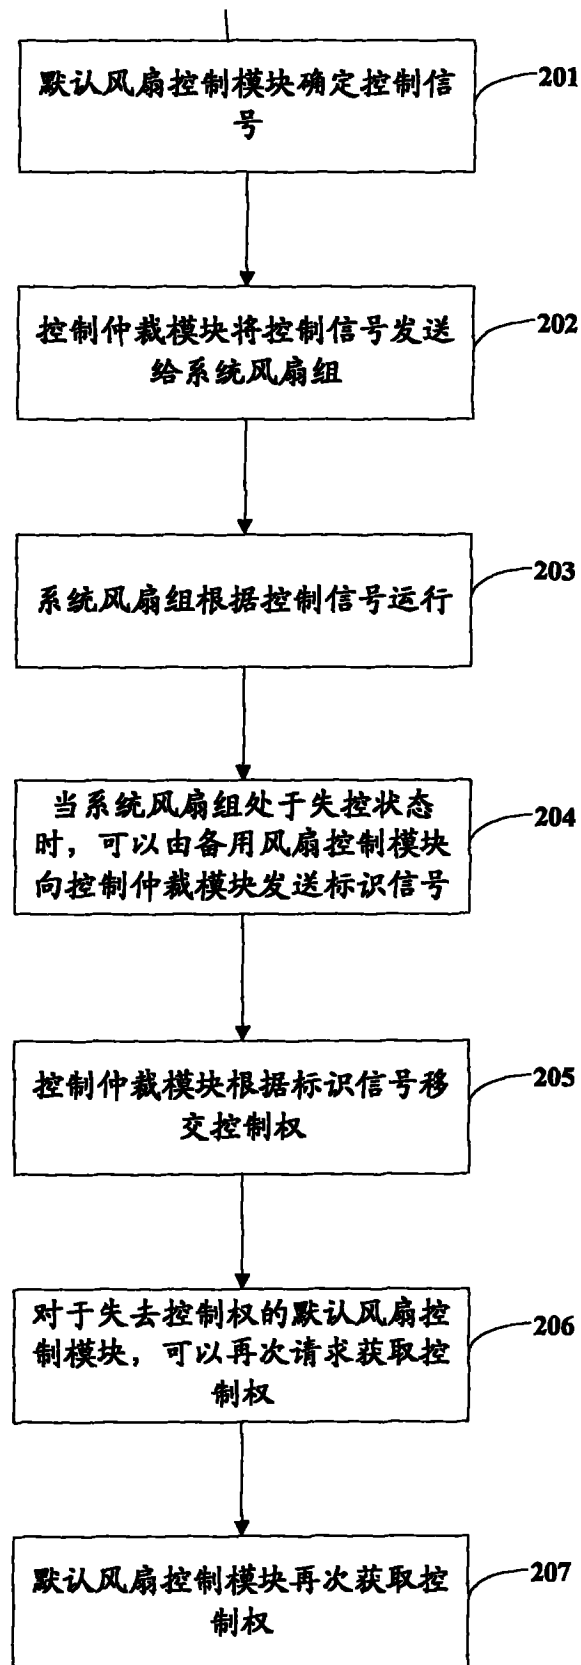 默认风扇控制模块确定控制信
号
201
控制仲裁模块将控制信号发送
给系统风扇组
202
系统风扇组根据控制信号运行
203
当系统风扇组处于失控状态
时，可以由备用风扇控制模块
向控制仲裁模块发送标识信号
204
控制仲裁模块根据标识信号移
交控制权
205
对于失去控制权的默认风扇控
制模块，可以再次请求获取控
制权
206
默认风扇控制模块再次获取控
制权
207